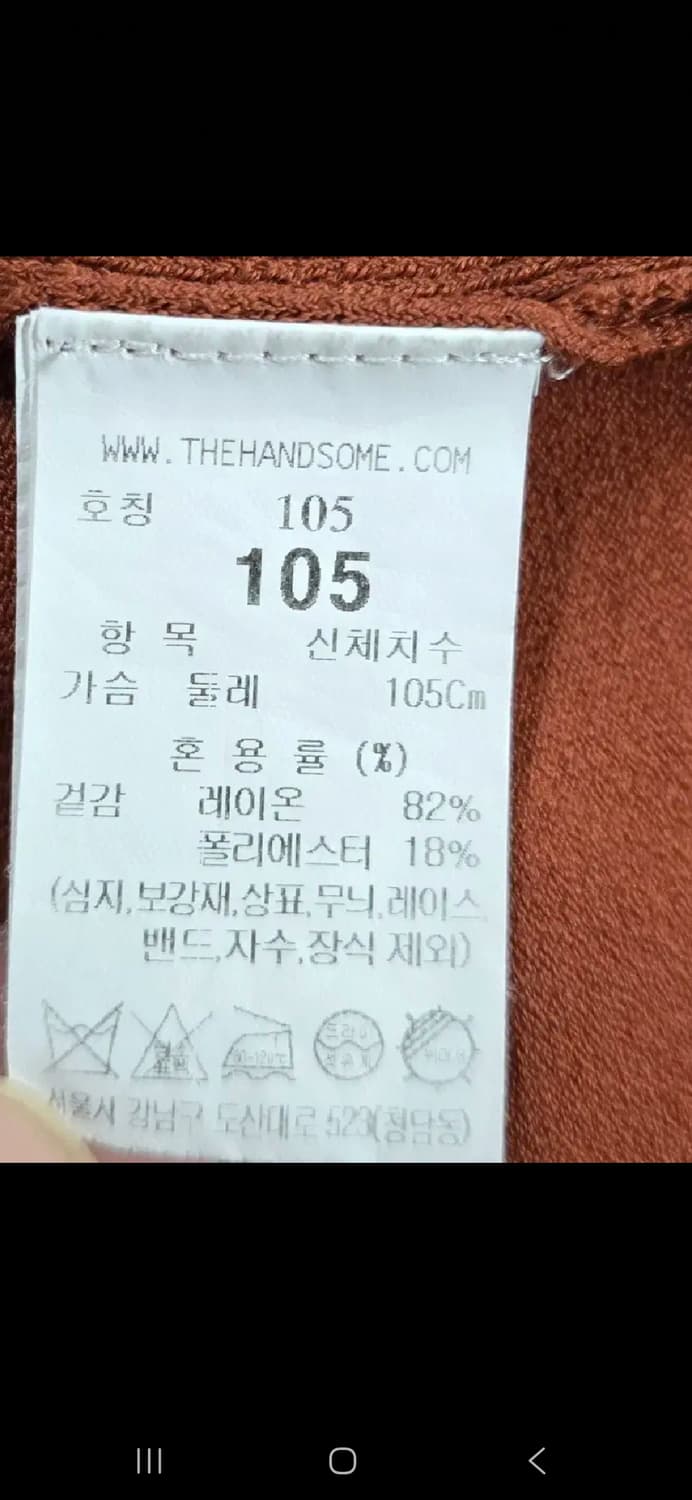 WWW.THEHANDSOME.COM
호칭 105
105
항 목 신체치수
가슴 둘레 105Cm
혼 용 률 (%)
겉감 레이온 82%
폴리에스터 18%
(심지,보강재,상표,무늬,레이스
밴드,자수,장식 제외)
서울시 강남구 도산대로 523(청담동)